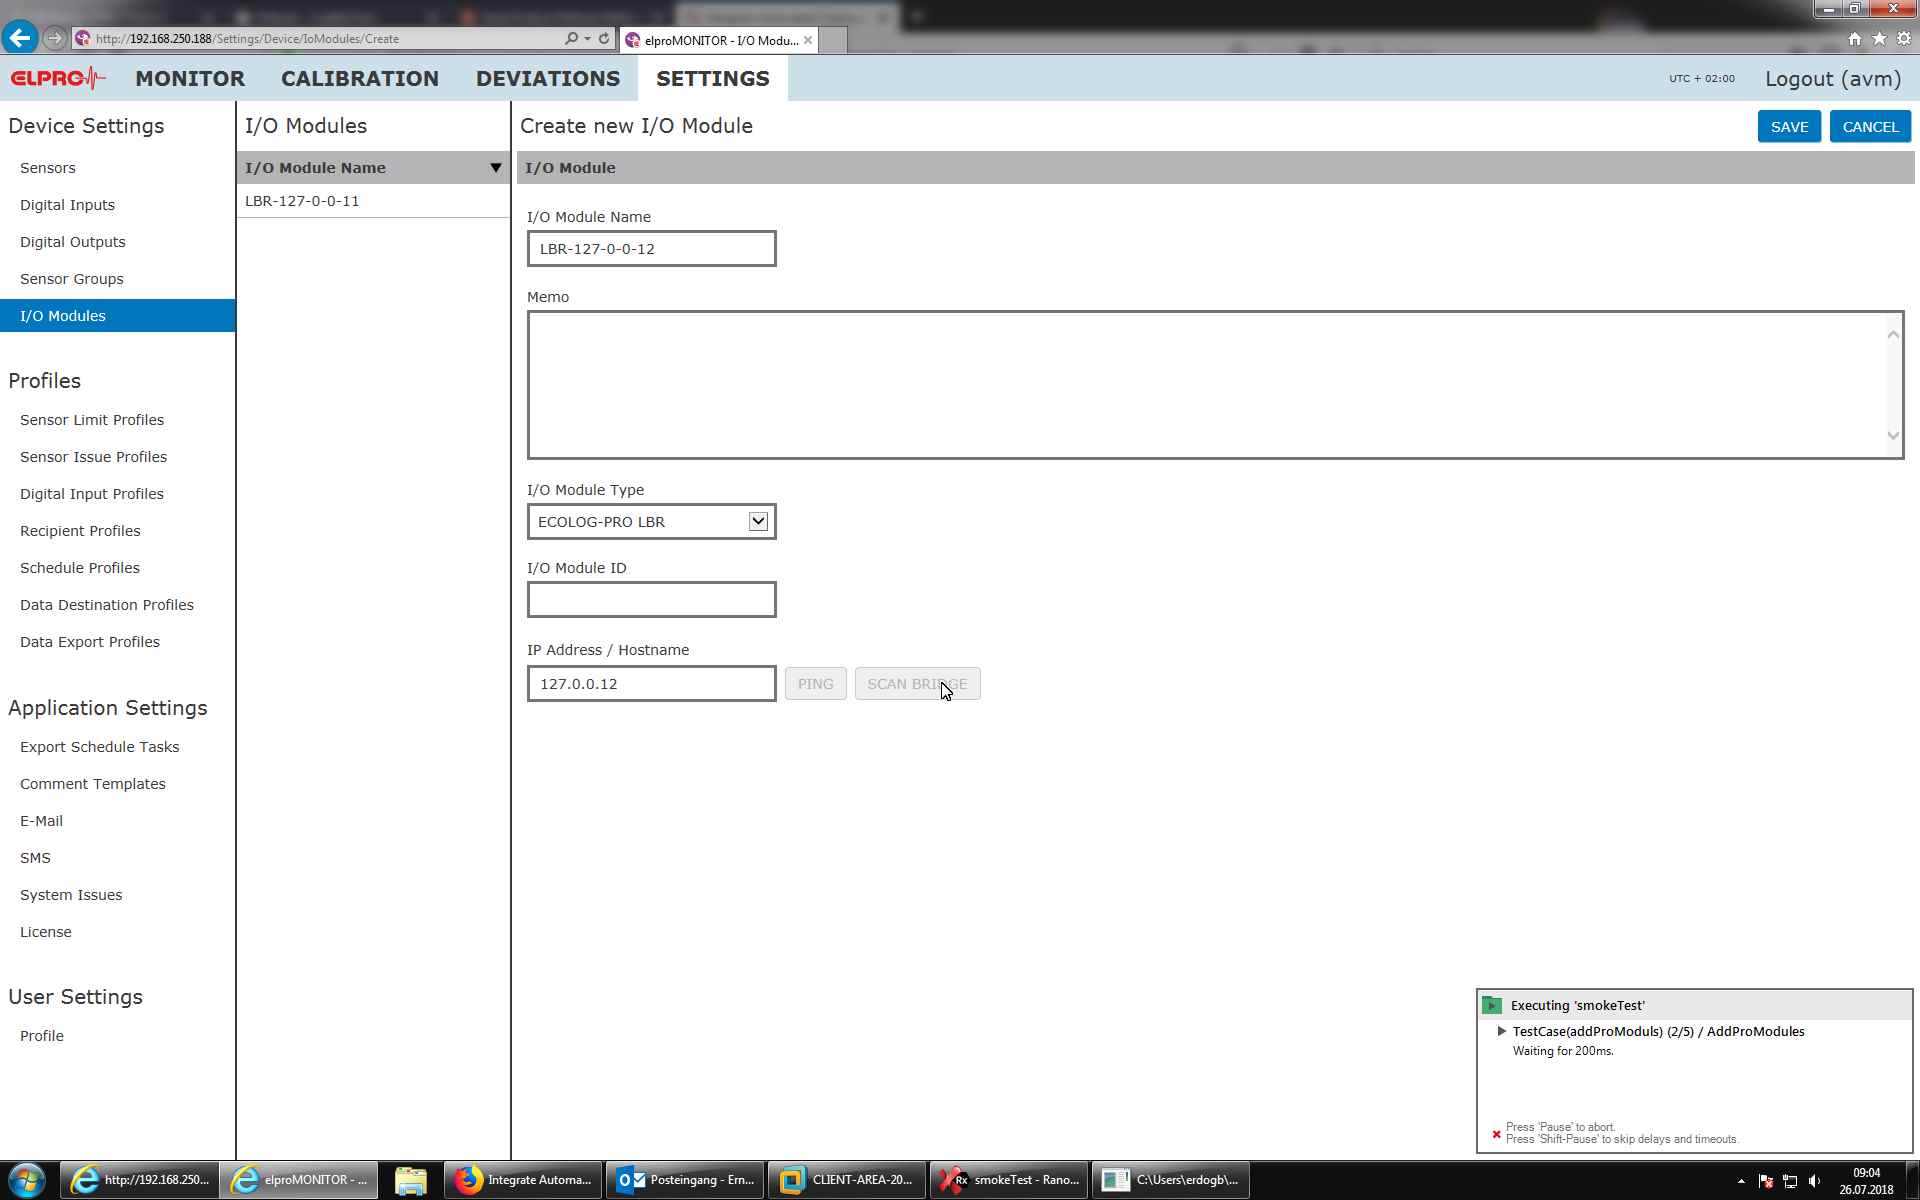 http://192.168.250.188/Settings/Device/IoModules/Create
elproMONITOR - I/O Modu...
ELPRO
MONITOR
CALIBRATION
DEVIATIONS
SETTINGS
UTC + 02:00
Logout (avm)
Device Settings
Sensors
Digital Inputs
Digital Outputs
Sensor Groups
I/O Modules
Profiles
Sensor Limit Profiles
Sensor Issue Profiles
Digital Input Profiles
Recipient Profiles
Schedule Profiles
Data Destination Profiles
Data Export Profiles
Application Settings
Export Schedule Tasks
Comment Templates
E-Mail
SMS
System Issues
License
User Settings
Profile
I/O Modules
I/O Module Name
LBR-127-0-0-11
Create new I/O Module
SAVE
CANCEL
I/O Module
I/O Module Name
LBR-127-0-0-12
Memo
I/O Module Type
ECOLOG-PRO LBR
I/O Module ID
IP Address / Hostname
127.0.0.12
PING
SCAN BRIDGE
Executing 'smokeTest'
TestCase(addProModuls) (2/5) / AddProModules
Waiting for 200ms.
Press 'Pause' to abort.
Press 'Shift-Pause' to skip delays and timeouts.
http://192.168.250...
elproMONITOR - ...
Integrate Automa...
Posteingang - Ern...
CLIENT-AREA-20...
Rx
smokeTest - Rano...
C:\Users\erdogb\...
09:04
26.07.2018